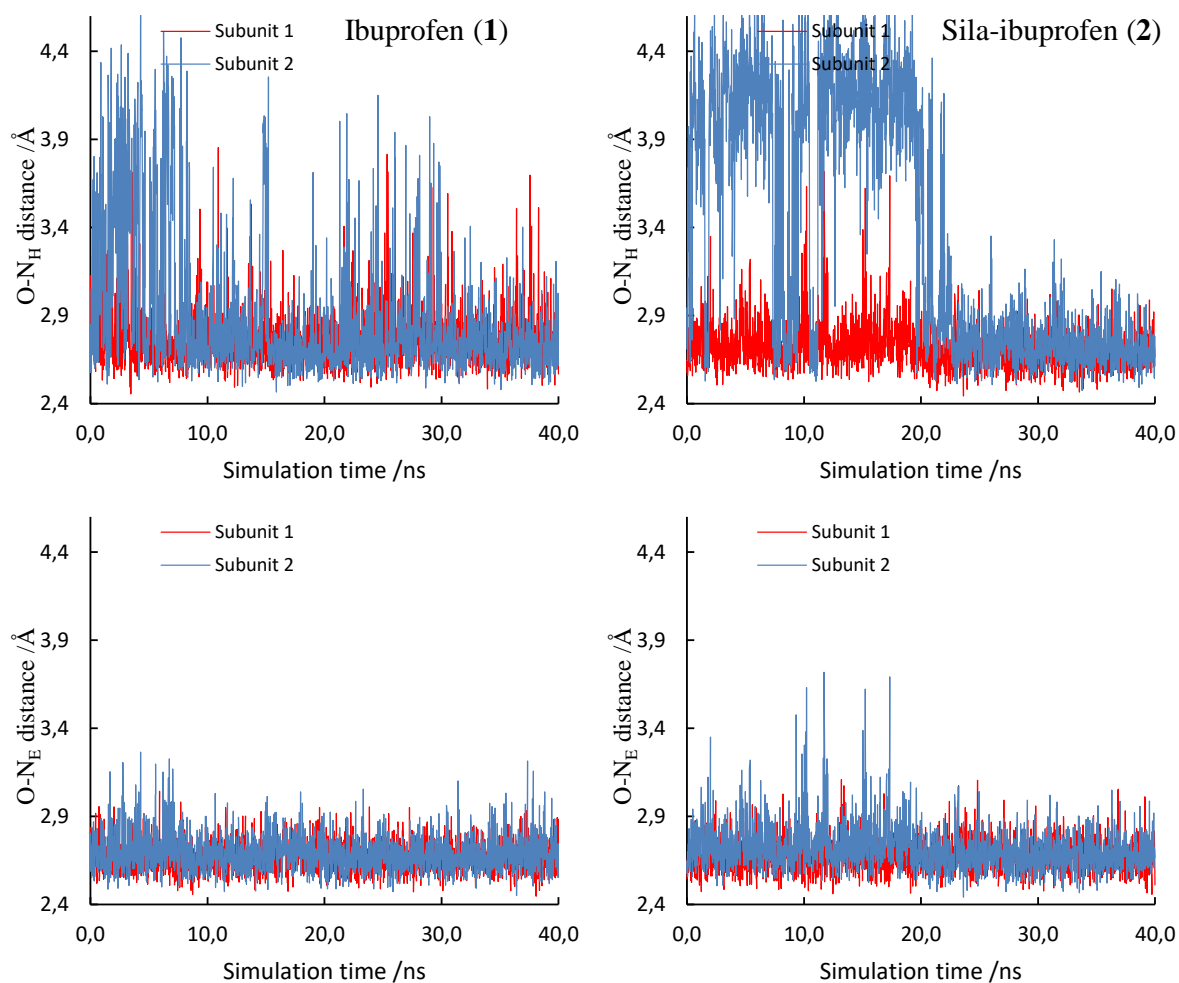 Ibuprofen (1)
Subunit 1
Subunit 2
4,4
3,9
3,4
2,9
2,4
O-N_H distance /Å
0,0 10,0 20,0 30,0 40,0
Simulation time /ns
Sila-ibuprofen (2)
Subunit 1
Subunit 2
4,4
3,9
3,4
2,9
2,4
O-N_H distance /Å
0,0 10,0 20,0 30,0 40,0
Simulation time /ns
Subunit 1
Subunit 2
4,4
3,9
3,4
2,9
2,4
O-N_E distance /Å
0,0 10,0 20,0 30,0 40,0
Simulation time /ns
Subunit 1
Subunit 2
4,4
3,9
3,4
2,9
2,4
O-N_E distance /Å
0,0 10,0 20,0 30,0 40,0
Simulation time /ns